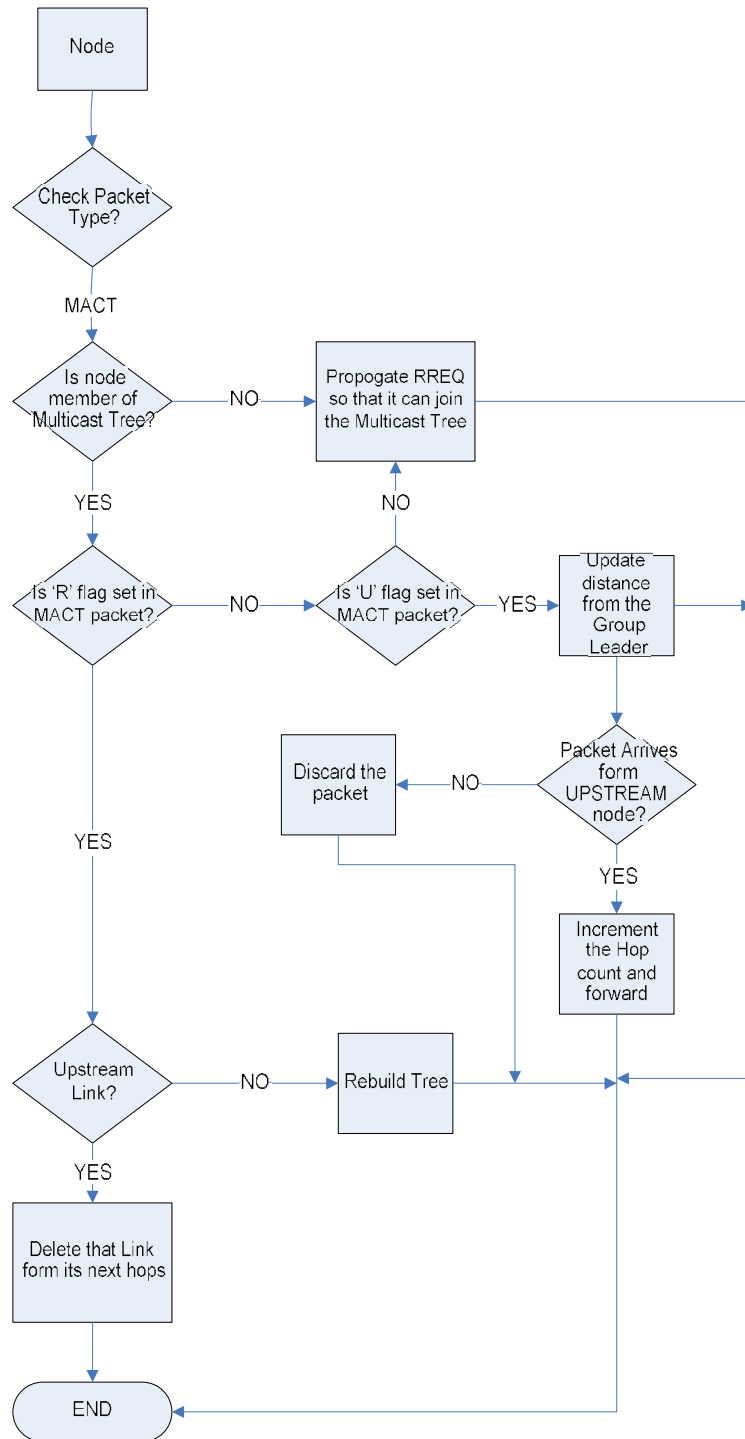 Node
Check Packet
Type?
MACT
Is node
member of
Multicast Tree?
NO
Propogate RREQ
so that it can join
the Multicast Tree
YES
NO
Is ‘R’ flag set in
MACT packet?
NO
Is ‘U’ flag set in
MACT packet?
YES
Update
distance
from the
Group
Leader
Packet Arrives
form
UPSTREAM
node?
NO
Discard the
packet
YES
YES
Increment
the Hop
count and
forward
Upstream
Link?
NO
Rebuild Tree
YES
Delete that Link
form its next hops
END